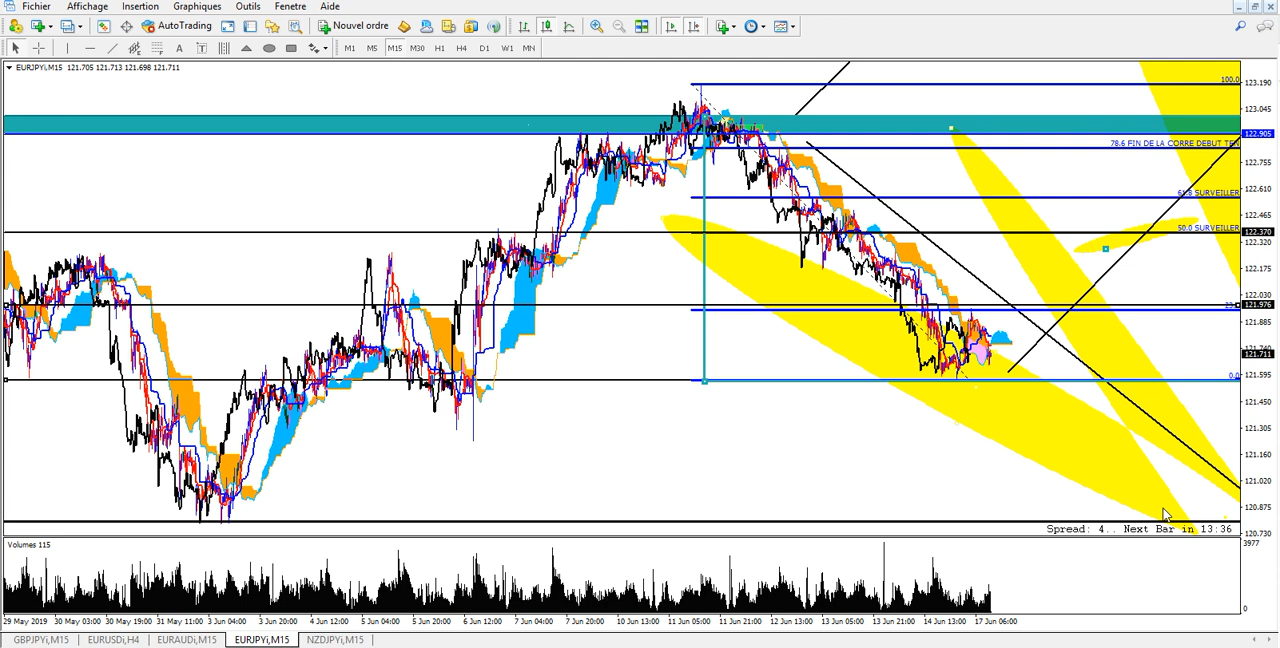 Fichier Affichage Insertion Graphiques Outils Fenetre Aide
AutoTrading Nouvel ordre
A T M1 M5 M15 M30 H1 H4 D1 W1 MN
EURJPYi,M15 121.705 121.713 121.698 121.711
100.0
123.190
123.045
122.905
78.6 FIN DE LA CORRE DEBUT TEN
122.755
122.610
61.8 SURVEILLER
122.465
50.0 SURVEILLER
122.370
122.320
122.175
122.030
121.976
121.885
121.740
121.711
0.0
121.595
121.450
121.305
121.160
121.020
120.875
Spread: 4.. Next Bar in 13:36
120.730
Volumes 115
3977
0
29 May 2019 30 May 03:00 30 May 19:00 31 May 11:00 3 Jun 04:00 3 Jun 20:00 4 Jun 12:00 5 Jun 04:00 5 Jun 20:00 6 Jun 12:00 7 Jun 04:00 7 Jun 20:00 10 Jun 13:00 11 Jun 05:00 11 Jun 21:00 12 Jun 13:00 13 Jun 05:00 13 Jun 21:00 14 Jun 13:00 17 Jun 06:00
GBPJPYi,M15 EURUSDi,H4 EURAUDi,M15 EURJPYi,M15 NZDJPYi,M15